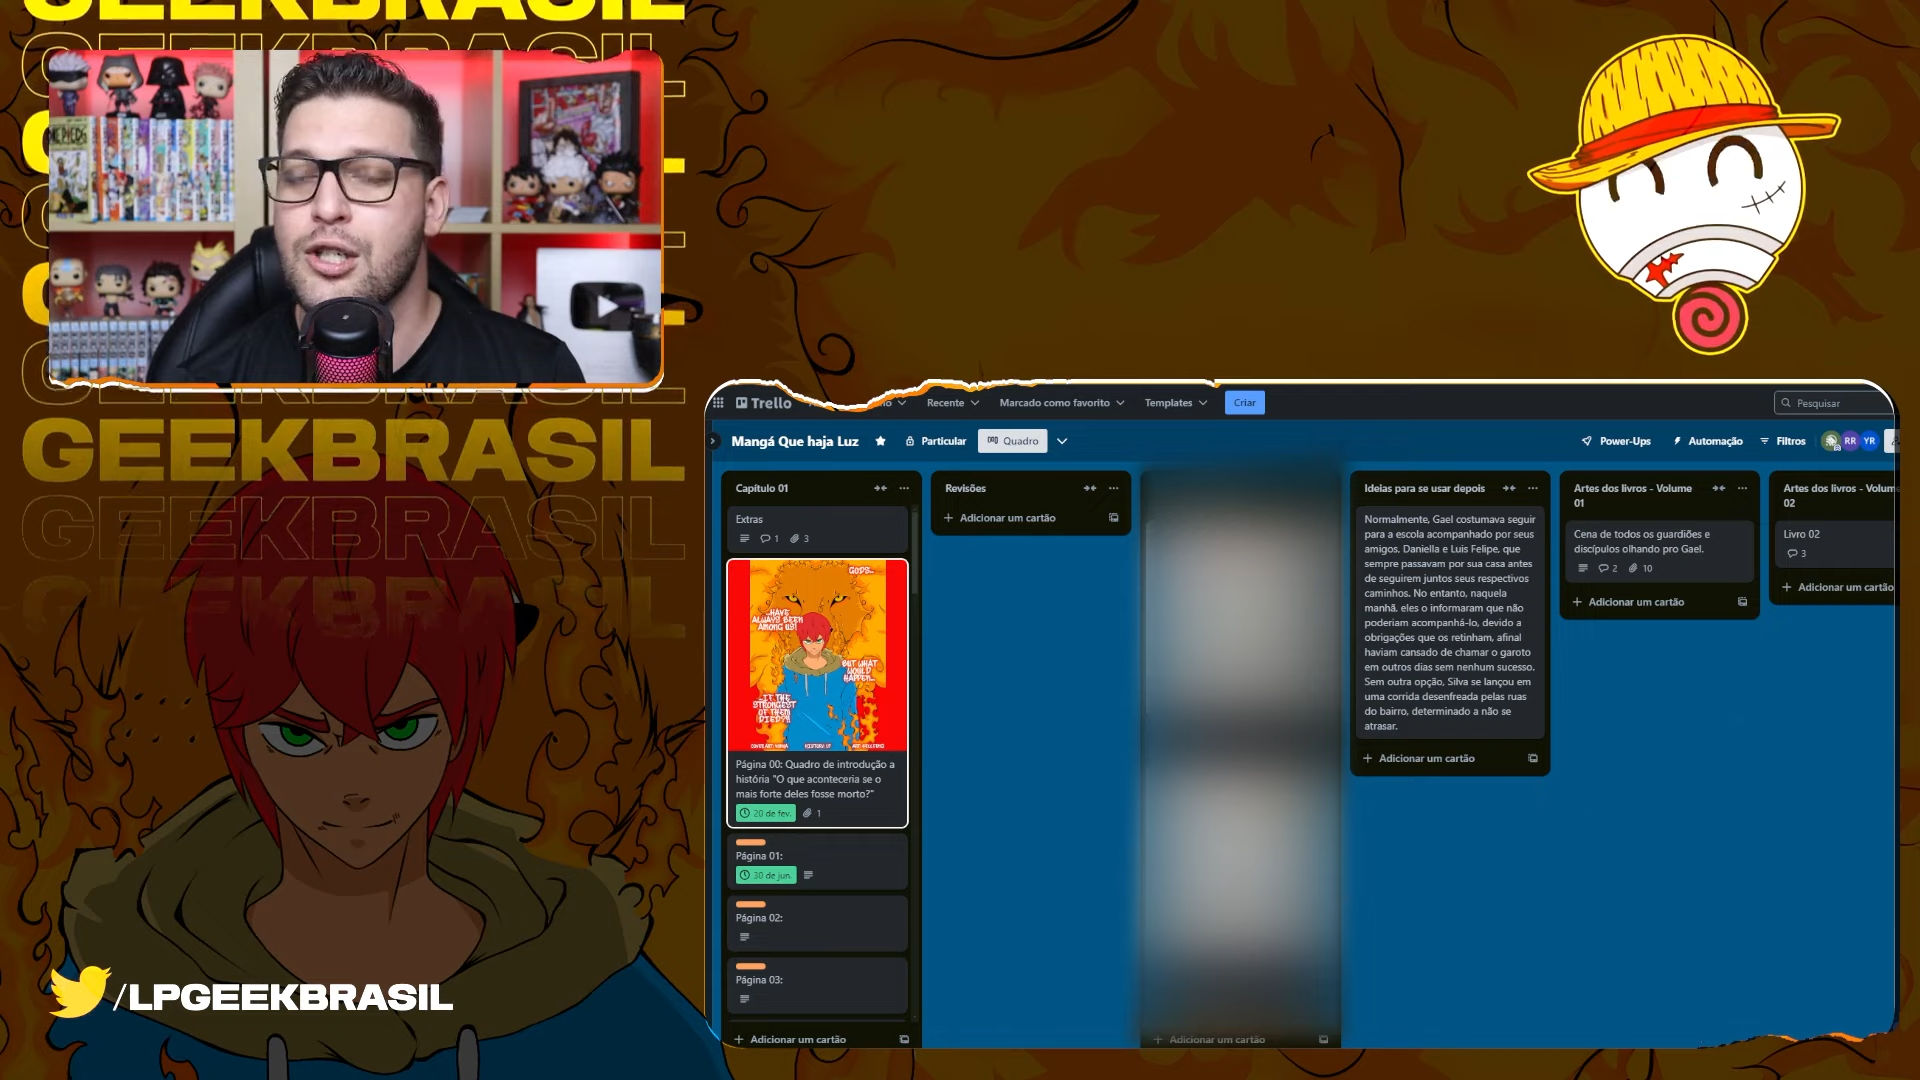 GEEKBRASIL
GEEKBRASIL
GEEKBRASIL
GEEKBRASIL
GEEKBRASIL
/LPGEEKBRASIL
Trello
Recente
Marcado como favorito
Templates
Criar
Pesquisar
Mangá Que haja Luz
Particular
Quadro
Power-Ups
Automação
Filtros
RR
YR
Capítulo 01
Extras
1
3
GODS...
...HAVE
ALWAYS BEEN
AMONG US!
BUT WHAT
WOULD
HAPPEN...
...IF THE
STRONGEST
OF THEM
DIED?!
Página 00: Quadro de introdução a
história "O que aconteceria se o
mais forte deles fosse morto?"
20 de fev.
1
Página 01:
30 de jun.
Página 02:
Página 03:
Adicionar um cartão
Revisões
Adicionar um cartão
Adicionar um cartão
Ideias para se usar depois
Normalmente, Gael costumava seguir
para a escola acompanhado por seus
amigos, Daniella e Luis Felipe, que
sempre passavam por sua casa antes
de seguirem juntos seus respectivos
caminhos. No entanto, naquela
manhã, eles o informaram que não
poderiam acompanhá-lo, devido a
obrigações que os retinham, afinal
haviam cansado de chamar o garoto
em outros dias sem nenhum sucesso.
Sem outra opção, Silva se lançou em
uma corrida desenfreada pelas ruas
do bairro, determinado a não se
atrasar.
Adicionar um cartão
Artes dos livros - Volume
01
Cena de todos os guardiões e
discípulos olhando pro Gael.
2
10
Adicionar um cartão
Artes dos livros - Volume
02
Livro 02
3
Adicionar um cartão